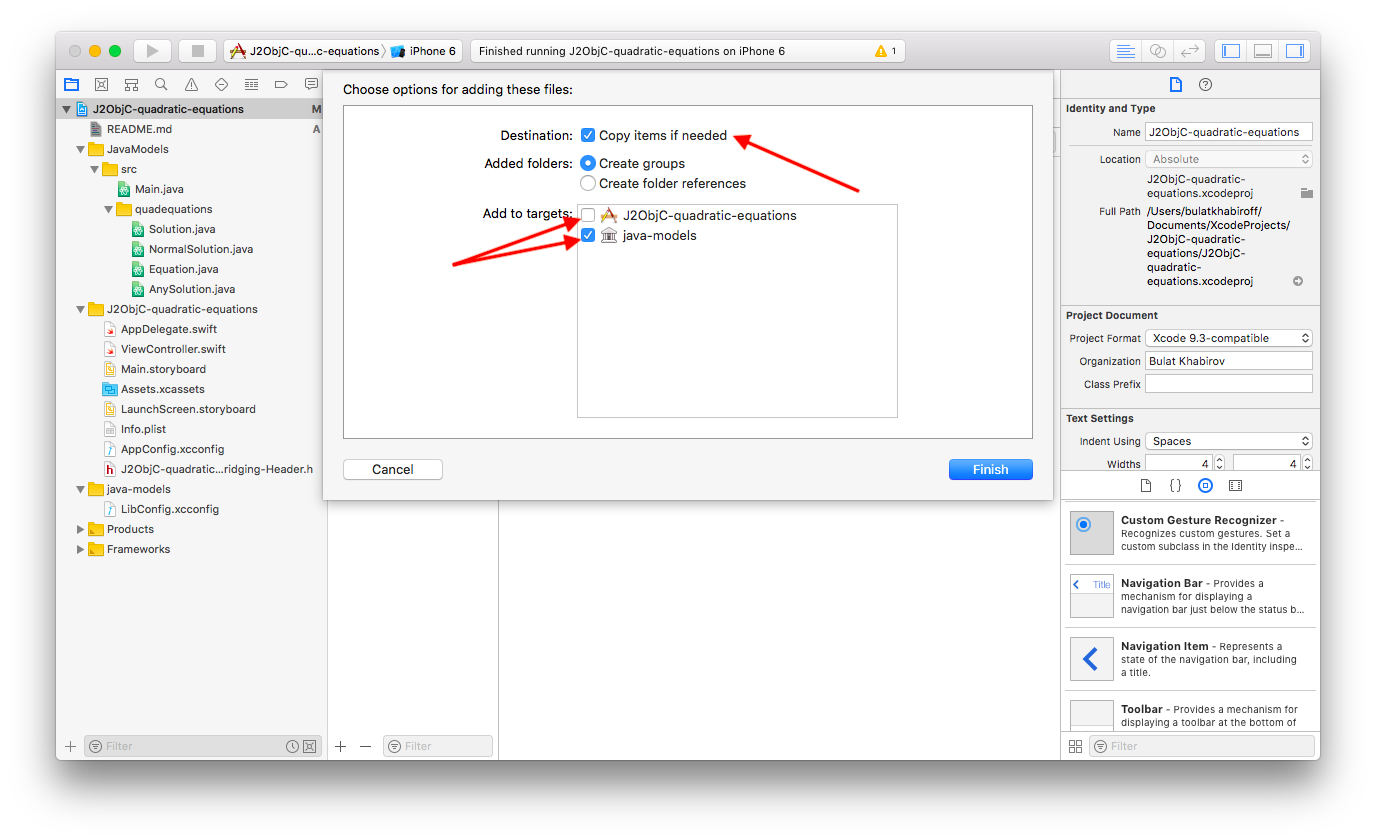 J2ObjC-qu...c-equations
iPhone 6
Finished running J2ObjC-quadratic-equations on iPhone 6
1
J2ObjC-quadratic-equations
M
README.md
A
JavaModels
src
Main.java
quadequations
Solution.java
NormalSolution.java
Equation.java
AnySolution.java
J2ObjC-quadratic-equations
AppDelegate.swift
ViewController.swift
Main.storyboard
Assets.xcassets
LaunchScreen.storyboard
Info.plist
AppConfig.xcconfig
h
J2ObjC-quadratic...ridging-Header.h
java-models
LibConfig.xcconfig
Products
Frameworks
Filter
Choose options for adding these files:
Destination:
Copy items if needed
Added folders:
Create groups
Create folder references
Add to targets:
J2ObjC-quadratic-equations
java-models
Cancel
Finish
Filter
Identity and Type
Name
J2ObjC-quadratic-equations
Location
Absolute
J2ObjC-quadratic-
equations.xcodeproj
Full Path
/Users/bulatkhabiroff/
Documents/XcodeProjects/
J2ObjC-quadratic-
equations/J2ObjC-
quadratic-
equations.xcodeproj
Project Document
Project Format
Xcode 9.3-compatible
Organization
Bulat Khabirov
Class Prefix
Text Settings
Indent Using
Spaces
Widths
4
4
{}
Custom Gesture Recognizer -
Recognizes custom gestures. Set a
custom subclass in the Identity inspe...
Title
Navigation Bar - Provides a
mechanism for displaying a
navigation bar just below the status b...
Navigation Item - Represents a
state of the navigation bar, including
a title.
Toolbar - Provides a mechanism for
displaying a toolbar at the bottom of
Filter